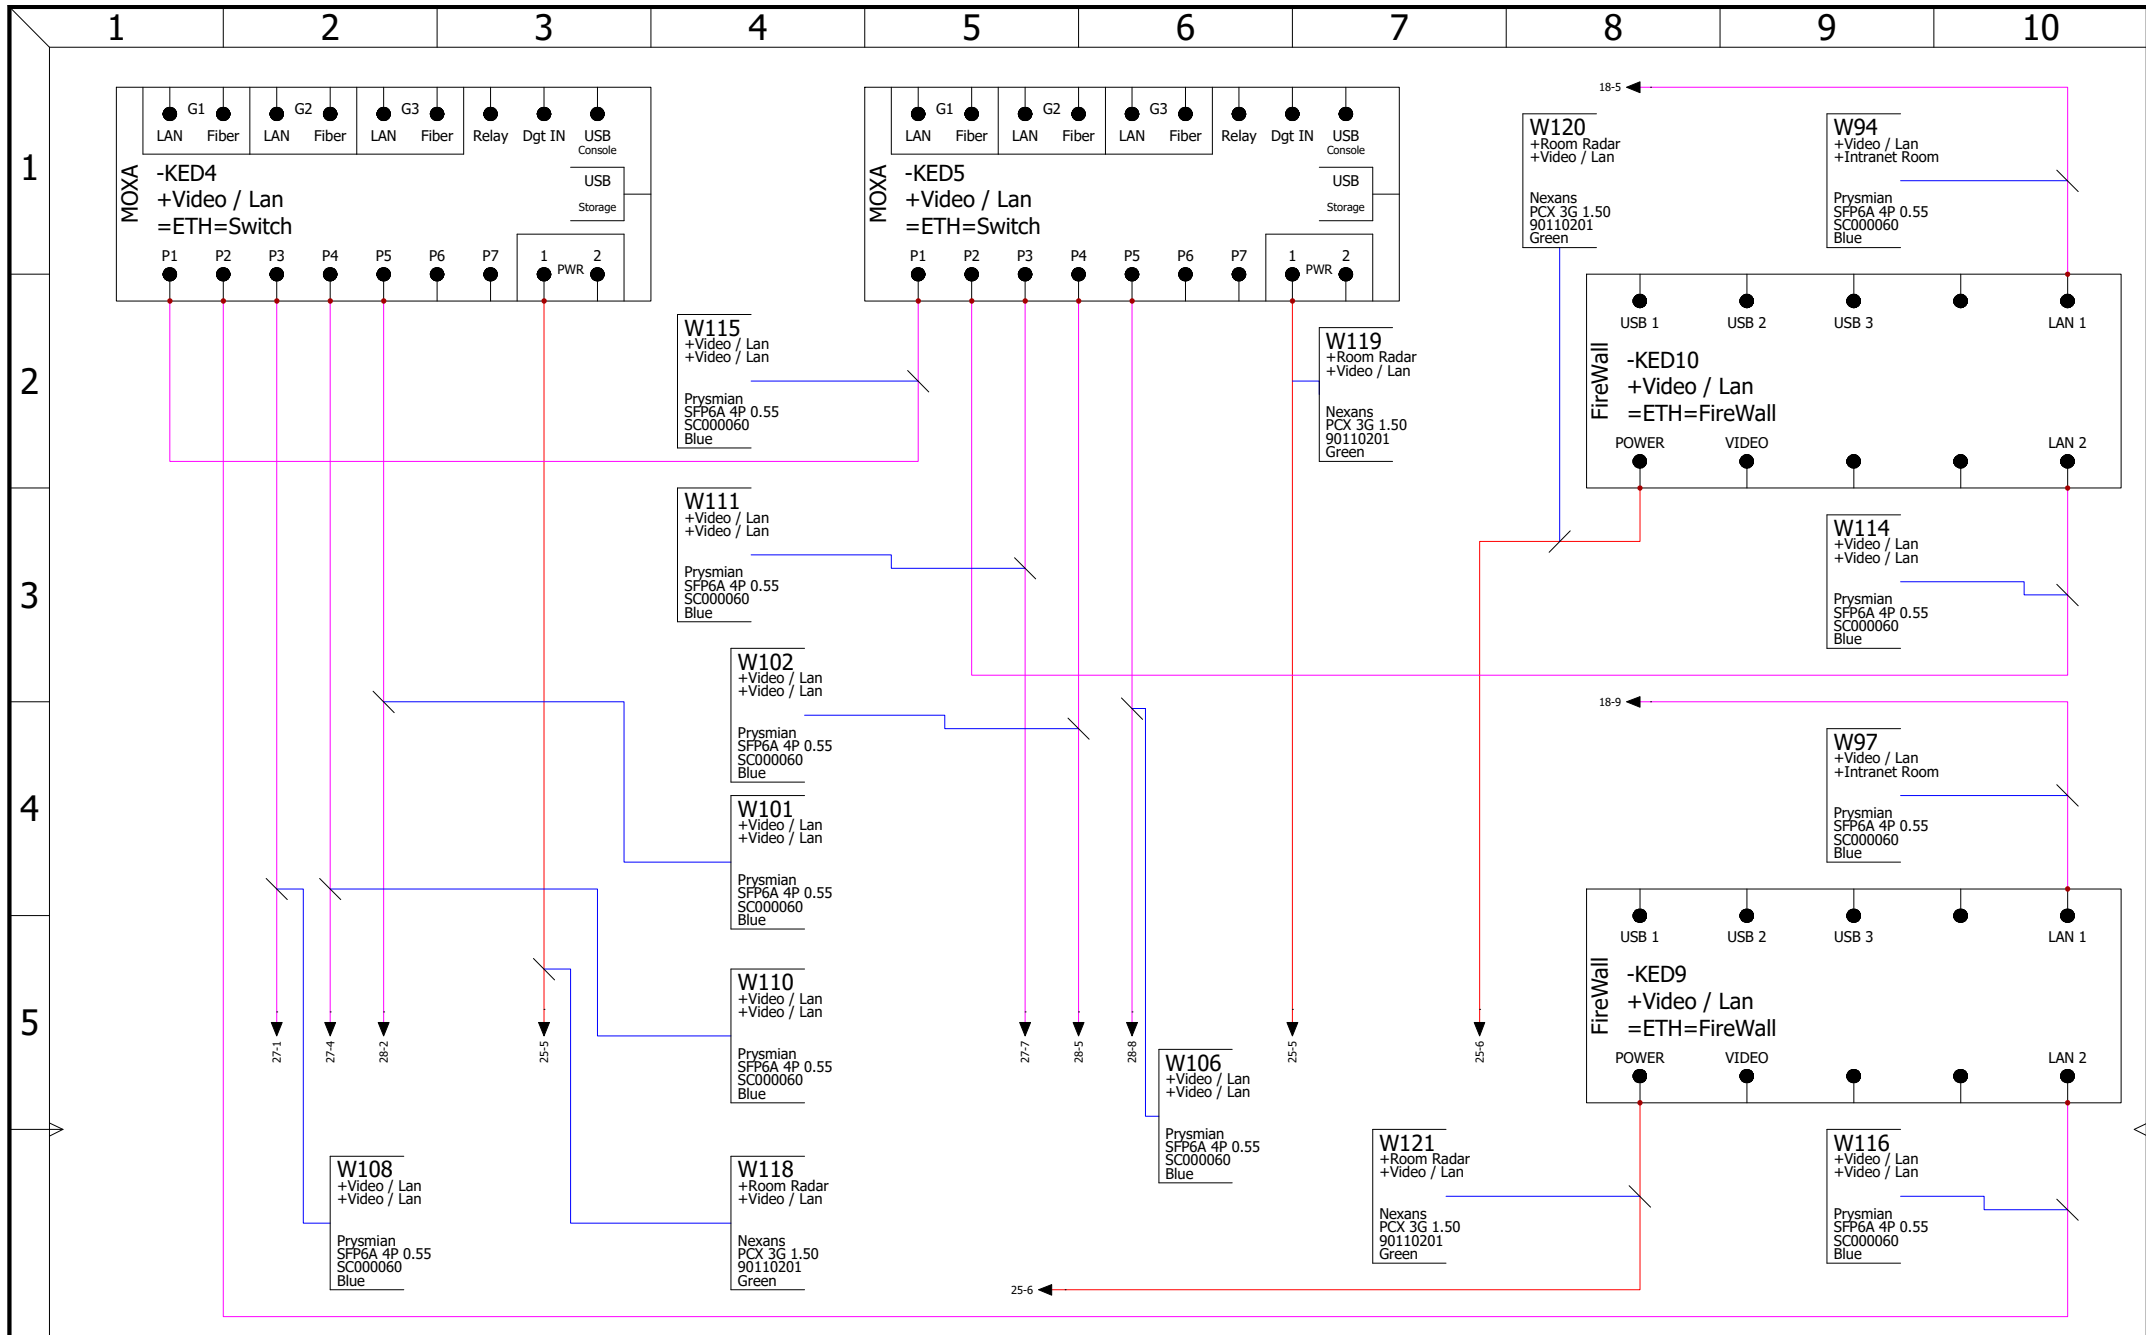 1 2 3 4 5 6 7 8 9 10
1
2
3
4
5
G1 G2 G3
LAN Fiber LAN Fiber LAN Fiber Relay Dgt IN USB
Console
MOXA
-KED4
+Video / Lan
=ETH=Switch
USB
Storage
P1 P2 P3 P4 P5 P6 P7 1 PWR 2
G1 G2 G3
LAN Fiber LAN Fiber LAN Fiber Relay Dgt IN USB
Console
MOXA
-KED5
+Video / Lan
=ETH=Switch
USB
Storage
P1 P2 P3 P4 P5 P6 P7 1 PWR 2
18-5
W120
+Room Radar
+Video / Lan
Nexans
PCX 3G 1.50
90110201
Green
W94
+Video / Lan
+Intranet Room
Prysmian
SFP6A 4P 0.55
SC000060
Blue
W115
+Video / Lan
+Video / Lan
Prysmian
SFP6A 4P 0.55
SC000060
Blue
W119
+Room Radar
+Video / Lan
Nexans
PCX 3G 1.50
90110201
Green
USB 1 USB 2 USB 3 LAN 1
FireWall
-KED10
+Video / Lan
=ETH=FireWall
POWER VIDEO LAN 2
W111
+Video / Lan
+Video / Lan
Prysmian
SFP6A 4P 0.55
SC000060
Blue
W114
+Video / Lan
+Video / Lan
Prysmian
SFP6A 4P 0.55
SC000060
Blue
W102
+Video / Lan
+Video / Lan
Prysmian
SFP6A 4P 0.55
SC000060
Blue
18-9
W97
+Video / Lan
+Intranet Room
Prysmian
SFP6A 4P 0.55
SC000060
Blue
W101
+Video / Lan
+Video / Lan
Prysmian
SFP6A 4P 0.55
SC000060
Blue
USB 1 USB 2 USB 3 LAN 1
FireWall
-KED9
+Video / Lan
=ETH=FireWall
POWER VIDEO LAN 2
W110
+Video / Lan
+Video / Lan
Prysmian
SFP6A 4P 0.55
SC000060
Blue
27-1
27-4
28-2
25-5
27-7
28-5
28-8
25-5
25-6
W106
+Video / Lan
+Video / Lan
Prysmian
SFP6A 4P 0.55
SC000060
Blue
W108
+Video / Lan
+Video / Lan
Prysmian
SFP6A 4P 0.55
SC000060
Blue
W118
+Room Radar
+Video / Lan
Nexans
PCX 3G 1.50
90110201
Green
W121
+Room Radar
+Video / Lan
Nexans
PCX 3G 1.50
90110201
Green
W116
+Video / Lan
+Video / Lan
Prysmian
SFP6A 4P 0.55
SC000060
Blue
25-6